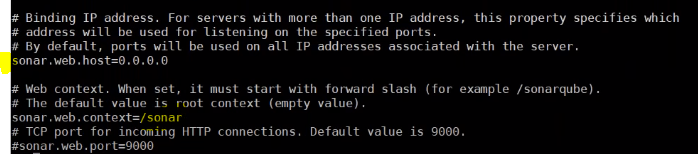 # Binding IP address. For servers with more than one IP address, this property specifies which
# address will be used for listening on the specified ports.
# By default, ports will be used on all IP addresses associated with the server.
sonar.web.host=0.0.0.0
# Web context. When set, it must start with forward slash (for example /sonarqube).
# The default value is root context (empty value).
sonar.web.context=/sonar
# TCP port for incoming HTTP connections. Default value is 9000.
#sonar.web.port=9000